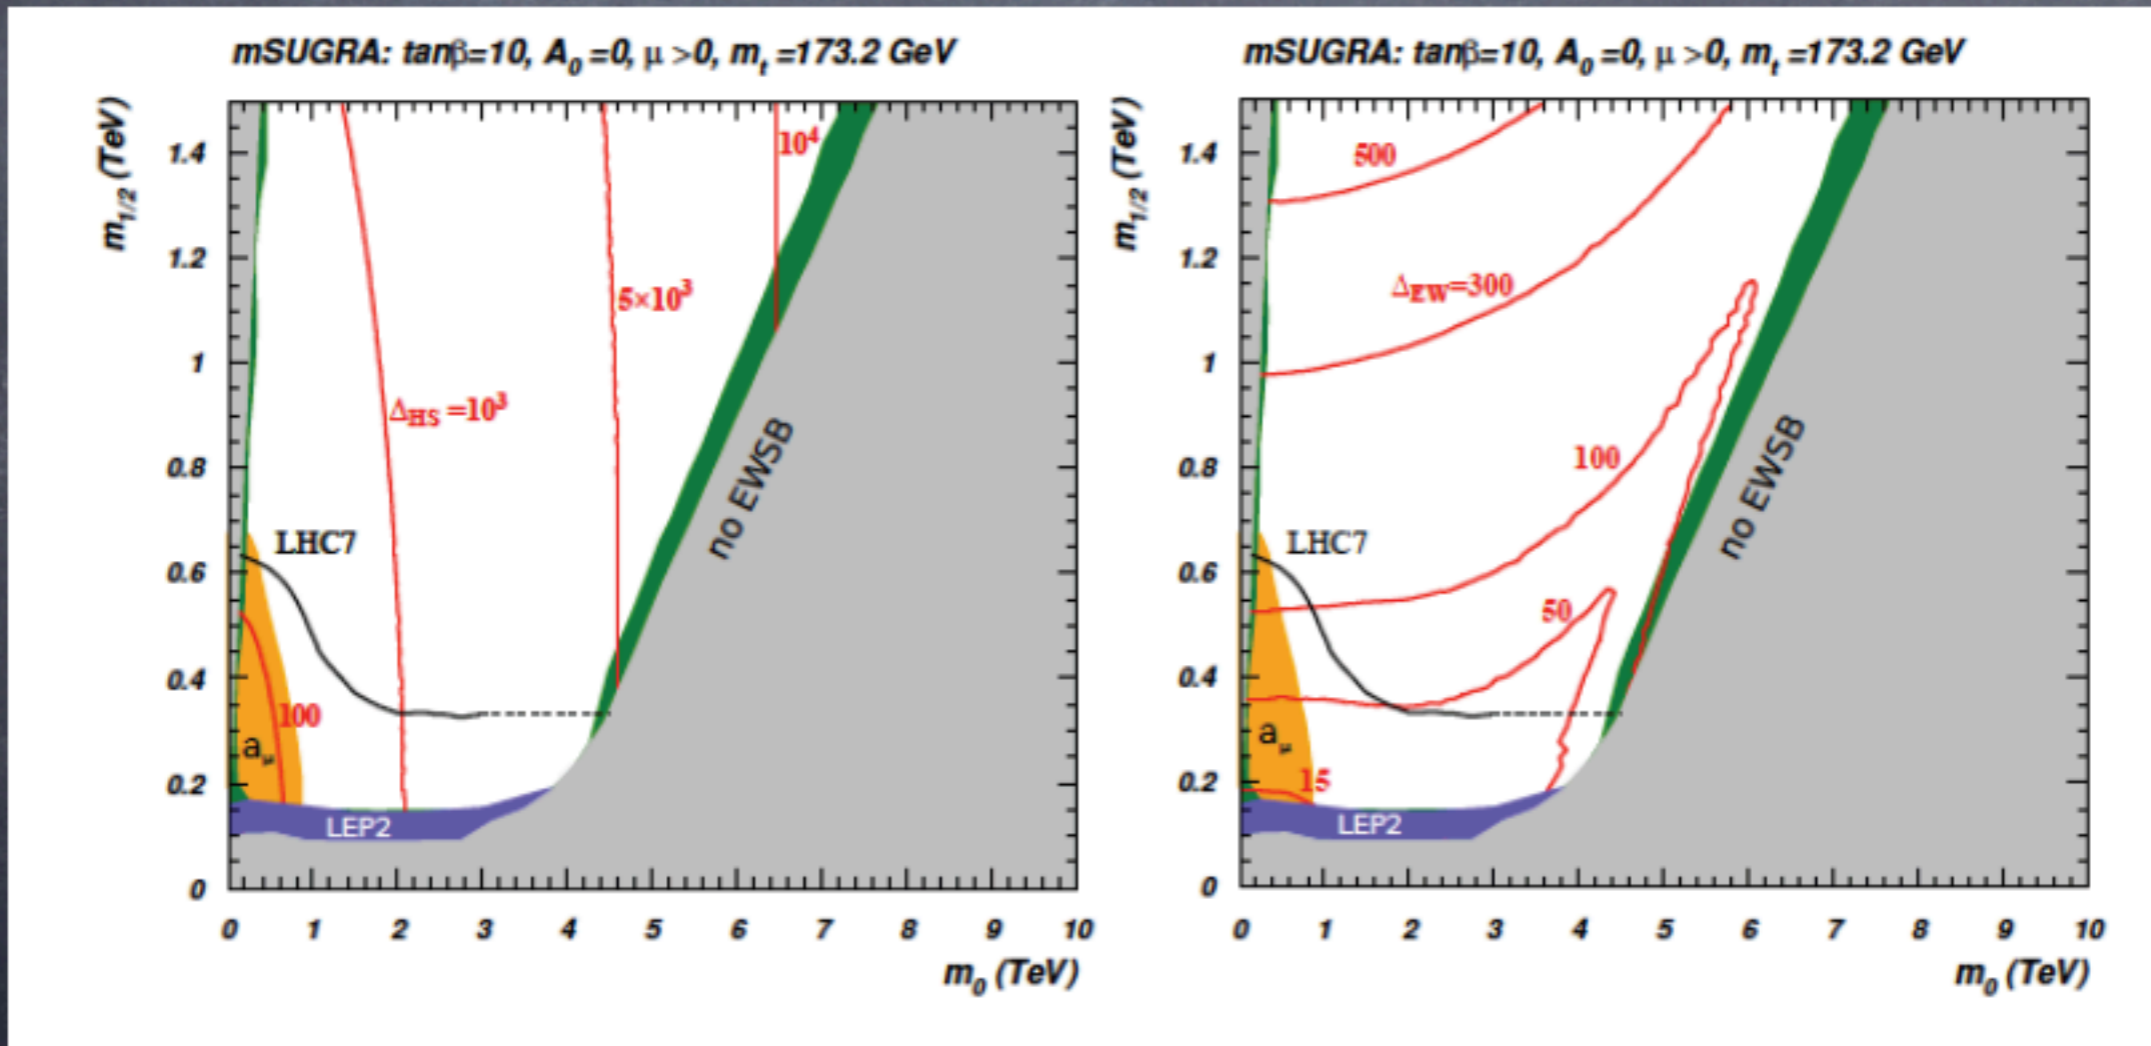 mSUGRA: tanβ=10, A₀=0, μ>0, mₜ=173.2 GeV
m₁/₂ (TeV)
1.4
1.2
1
0.8
0.6
0.4
0.2
0
10⁴
5×10³
Δ_HS =10³
no EWSB
LHC7
100
a_μ
LEP2
0 1 2 3 4 5 6 7 8 9 10
m₀ (TeV)
mSUGRA: tanβ=10, A₀=0, μ>0, mₜ=173.2 GeV
m₁/₂ (TeV)
1.4
1.2
1
0.8
0.6
0.4
0.2
0
500
Δ_EW=300
100
no EWSB
LHC7
50
a_μ
15
LEP2
0 1 2 3 4 5 6 7 8 9 10
m₀ (TeV)